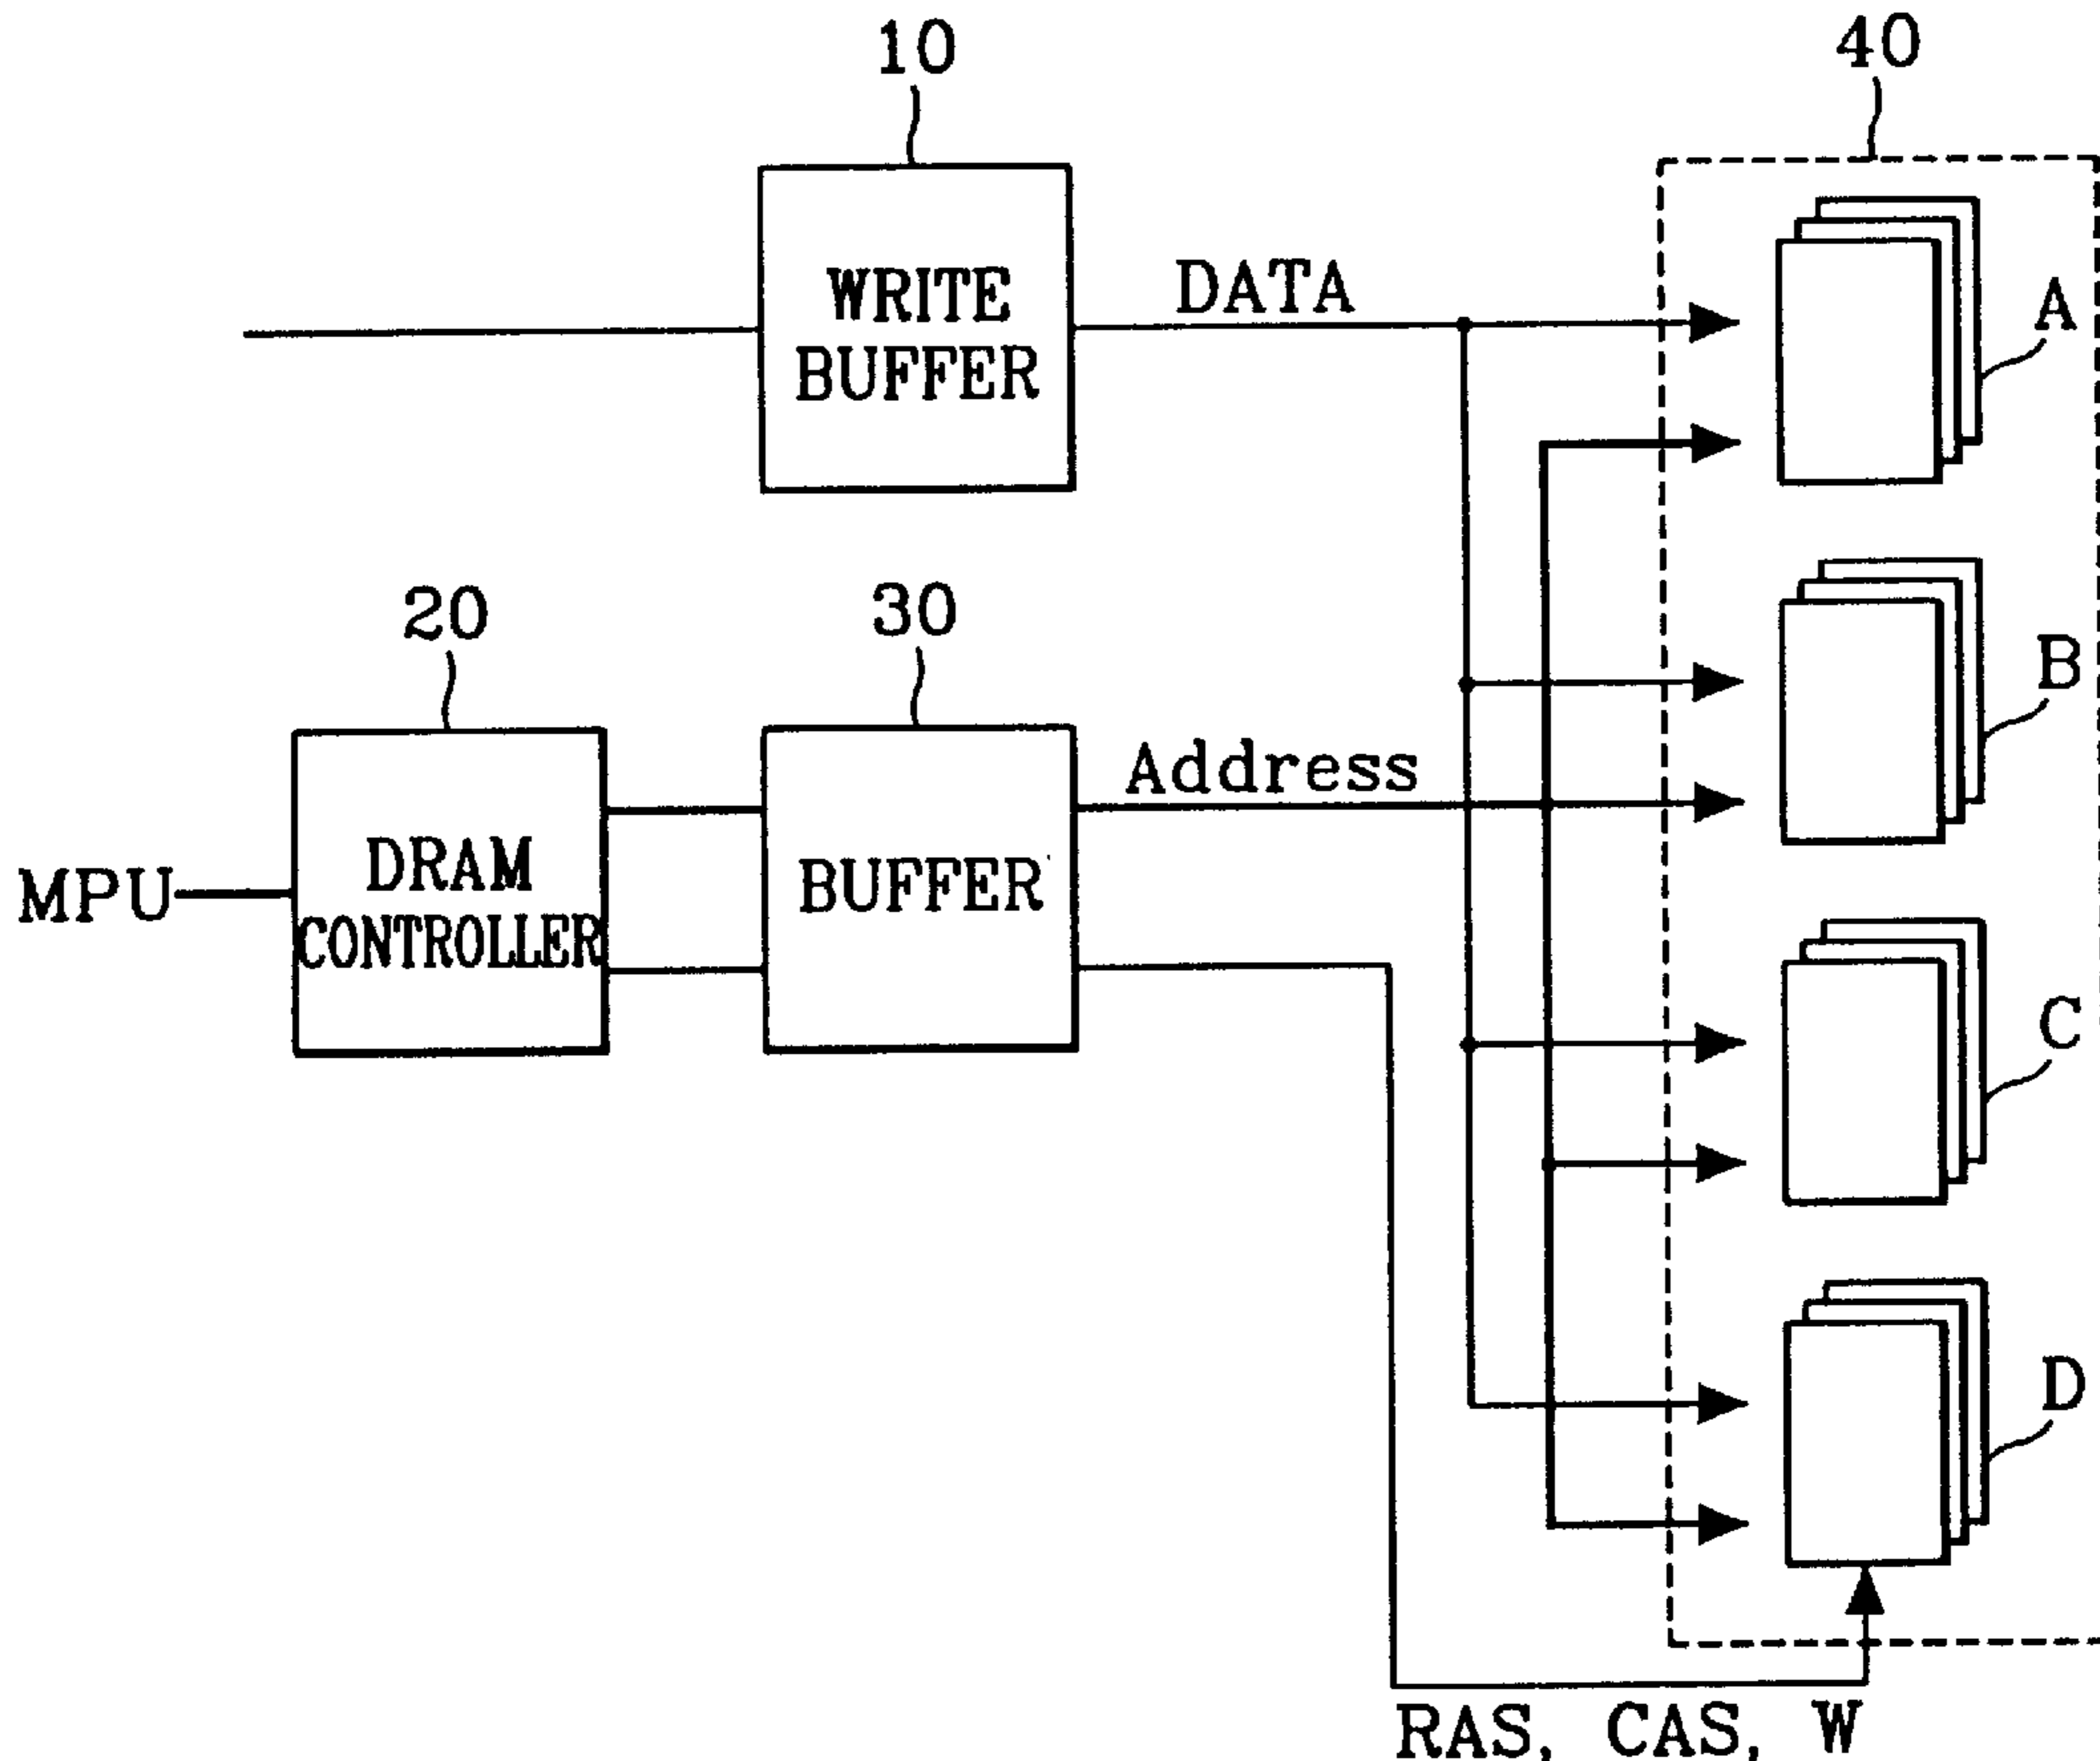 10
40
WRITE
BUFFER
DATA
A
20
30
B
Address
MPU
DRAM
CONTROLLER
BUFFER
C
D
RAS, CAS, W